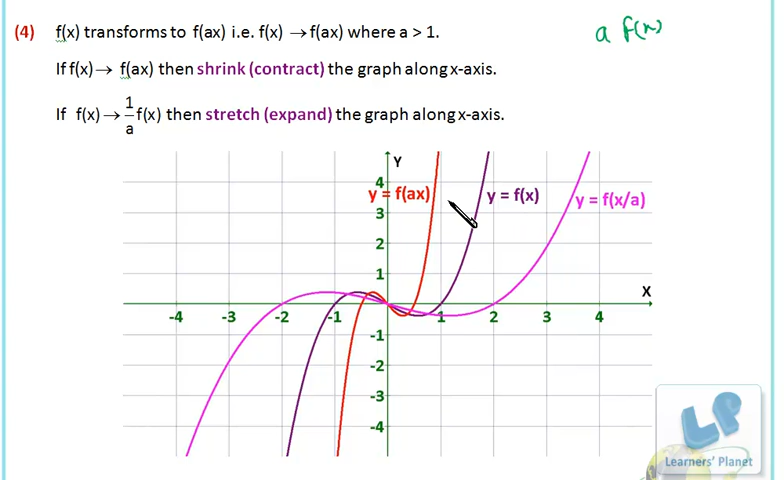 (4) f(x) transforms to f(ax) i.e. f(x) → f(ax) where a > 1.
a f(x)
If f(x) → f(ax) then shrink (contract) the graph along x-axis.
If f(x) → 1/a f(x) then stretch (expand) the graph along x-axis.
Y
4
y = f(ax)
y = f(x)
y = f(x/a)
3
2
1
X
-4 -3 -2 -1 1 2 3 4
-1
-2
-3
-4
LP
Learners' Planet